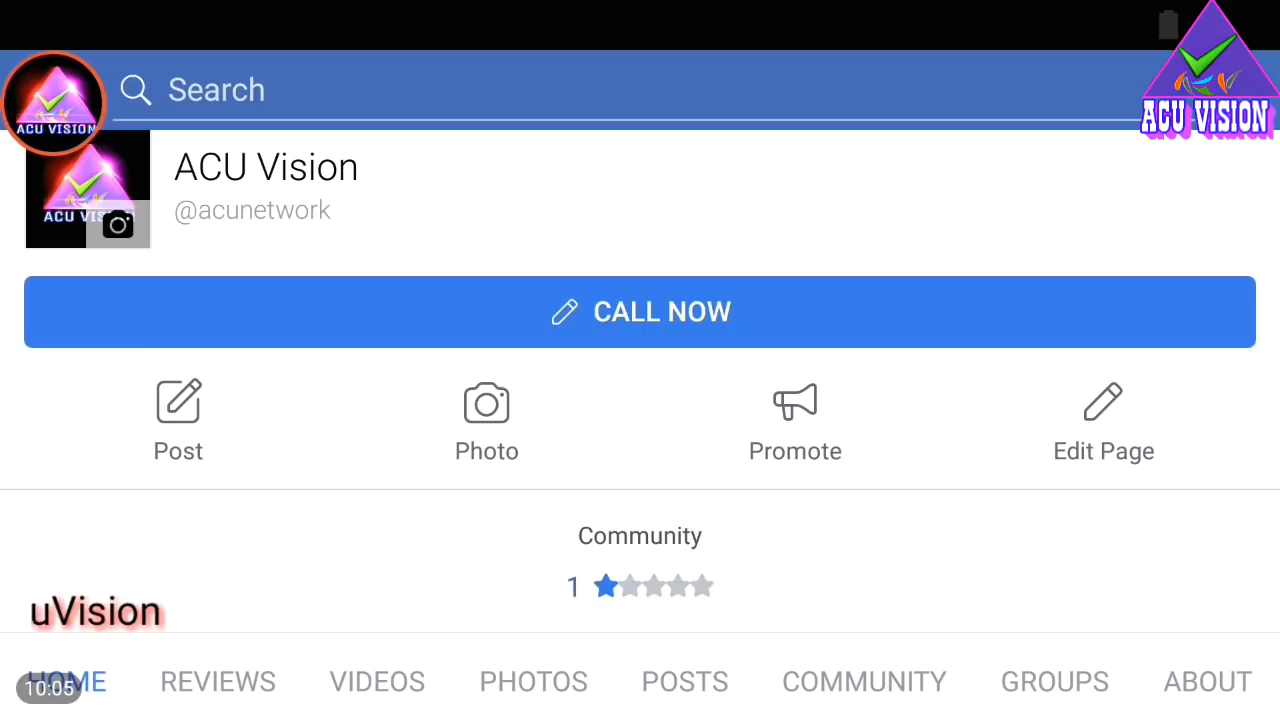 Search
ACU VISION
ACU VISION
ACU Vision
@acunetwork
ACU VIS
CALL NOW
Post Photo Promote Edit Page
Community
1
uVision
HOME REVIEWS VIDEOS PHOTOS POSTS COMMUNITY GROUPS ABOUT
10:05